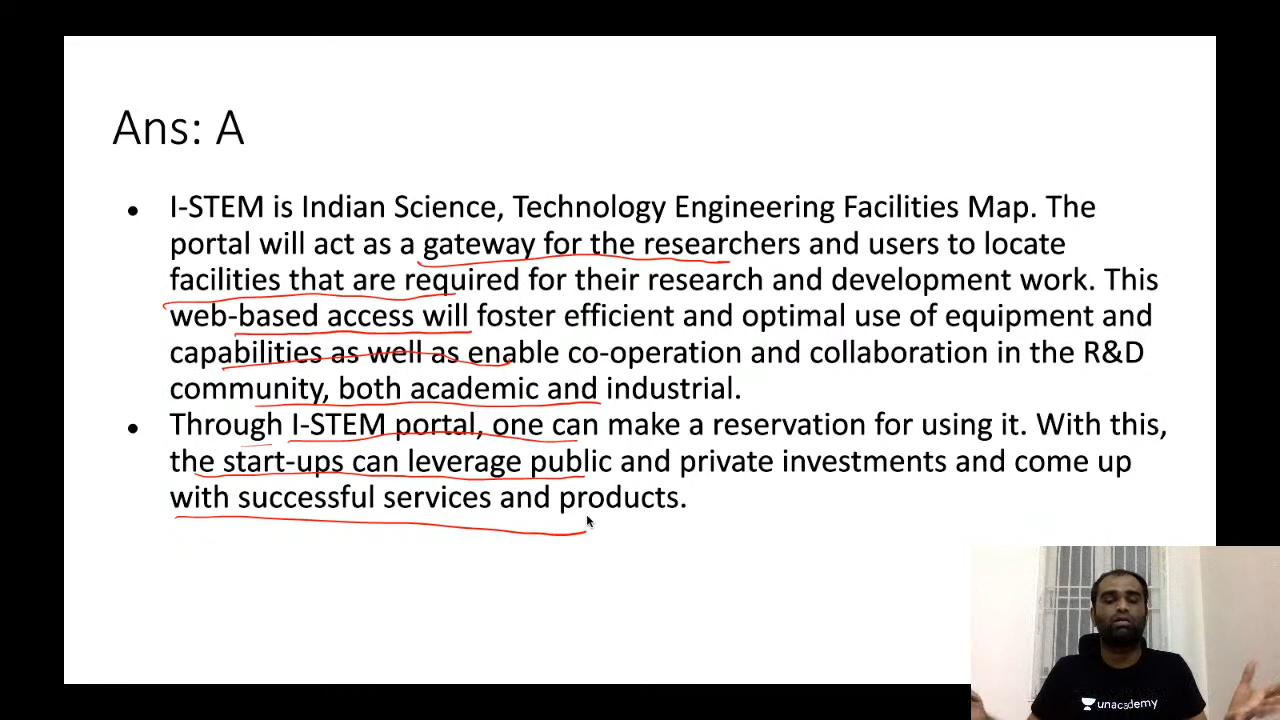 Ans: A
• I-STEM is Indian Science, Technology Engineering Facilities Map. The
portal will act as a gateway for the researchers and users to locate
facilities that are required for their research and development work. This
web-based access will foster efficient and optimal use of equipment and
capabilities as well as enable co-operation and collaboration in the R&D
community, both academic and industrial.
• Through I-STEM portal, one can make a reservation for using it. With this,
the start-ups can leverage public and private investments and come up
with successful services and products.
unacademy